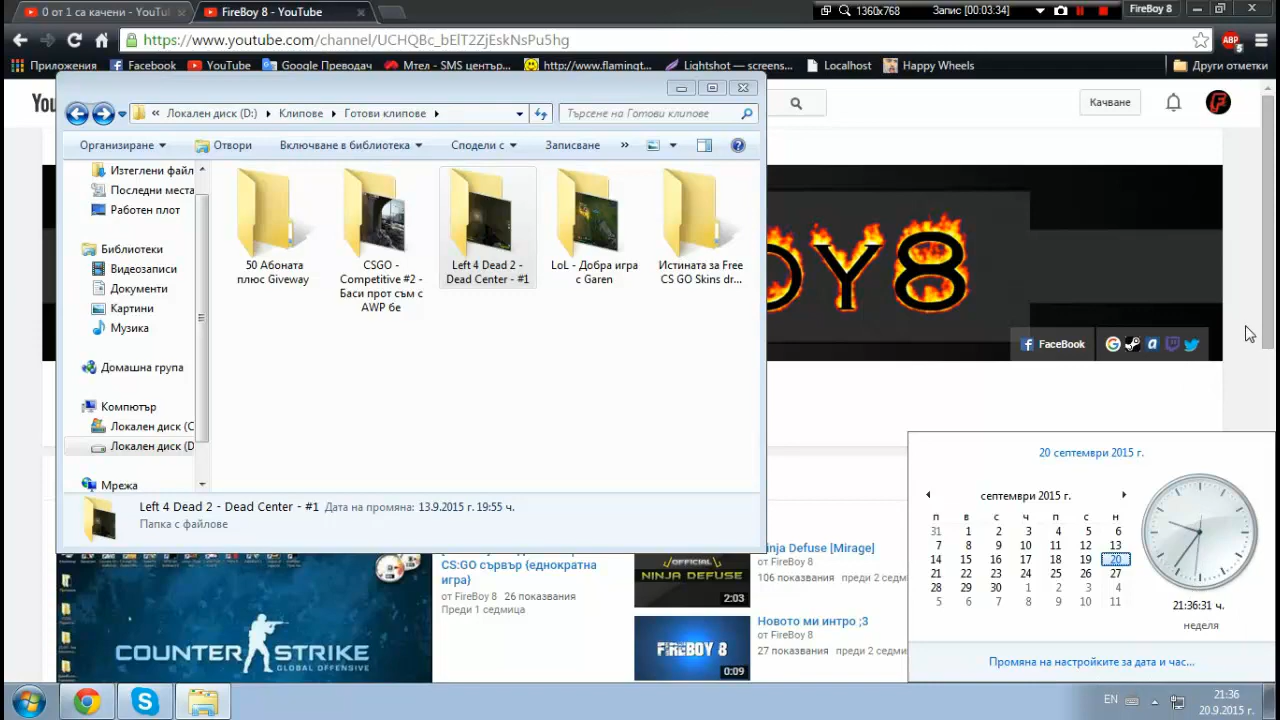 0 от 1 са качени - YouTu
FireBoy 8 - YouTube
1360x768
Запис [00:03:34]
FireBoy 8
https://www.youtube.com/channel/UCHQBc_bElT2ZjEskNsPu5hg
ABP
5
Приложения
Facebook
YouTube
Google Преводач
Мтел - SMS център...
http://www.flamingt...
Lightshot — screens...
Localhost
Happy Wheels
Други отметки
You
Качване
« Локален диск (D:)
Клипове
Готови клипове
Търсене на Готови клипове
Организиране
Отвори
Включване в библиотека
Сподели с
Записване
»
Изтеглени файл
Последни места
Работен плот
Библиотеки
Видеозаписи
Документи
Картини
Музика
Домашна група
Компютър
Локален диск (C
Локален диск (D
Мрежа
50 Абоната
плюс Giveway
CSGO -
Competitive #2 -
Баси прот съм с
AWP бе
Left 4 Dead 2 -
Dead Center - #1
LoL - Добра игра
с Garen
Истината за Free
CS GO Skins dr...
Left 4 Dead 2 - Dead Center - #1 Дата на промяна: 13.9.2015 г. 19:55 ч.
Папка с файлове
OY8
FaceBook
20 септември 2015 г.
септември 2015 г.
п в с ч п с н
31 1 2 3 4 5 6
7 8 9 10 11 12 13
14 15 16 17 18 19 20
21 22 23 24 25 26 27
28 29 30 1 2 3 4
5 6 7 8 9 10 11
21:36:31 ч.
неделя
Промяна на настройките за дата и час...
COUNTER STRIKE
GLOBAL OFFENSIVE
CS:GO сървър (еднократна
игра)
от FireBoy 8 26 показвания
Преди 1 седмица
OFFICIAL
NINJA DEFUSE
2:03
Ninja Defuse [Mirage]
от FireBoy 8
106 показвания преди 2 седм
FIREBOY 8
0:09
Новото ми интро ;3
от FireBoy 8
27 показвания преди 2 седм
EN
21:36
20.9.2015 г.